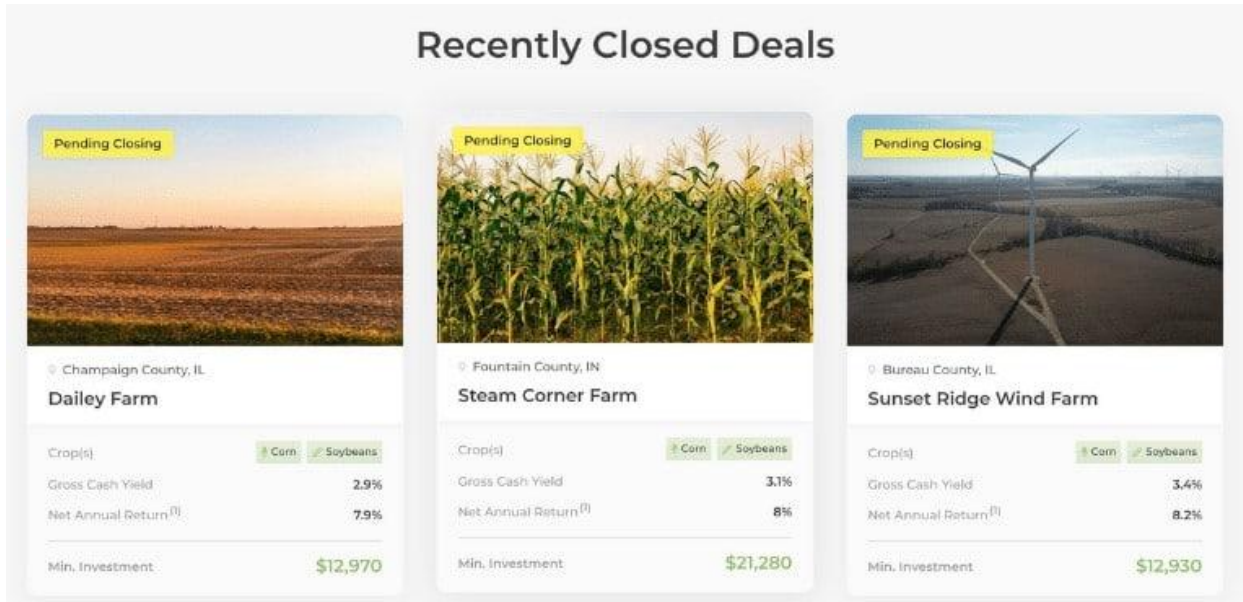 Recently Closed Deals
Pending Closing
Champaign County, IL
Dailey Farm
Crop(s) Corn Soybeans
Gross Cash Yield 2.9%
Net Annual Return (1) 7.9%
Min. Investment $12,970
Pending Closing
Fountain County, IN
Steam Corner Farm
Crop(s) Corn Soybeans
Gross Cash Yield 3.1%
Net Annual Return (1) 8%
Min. Investment $21,280
Pending Closing
Bureau County, IL
Sunset Ridge Wind Farm
Crop(s) Corn Soybeans
Gross Cash Yield 3.4%
Net Annual Return (1) 8.2%
Min. Investment $12,930